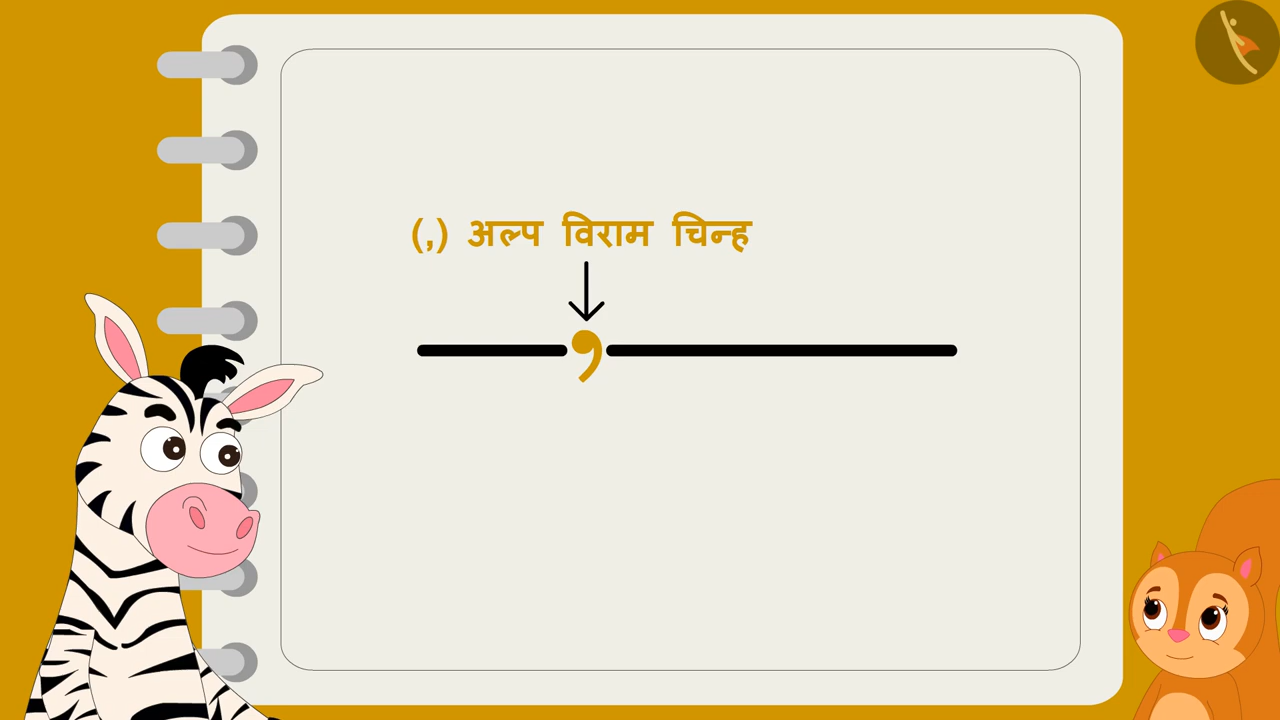 (,) अल्प विराम चिन्ह
,